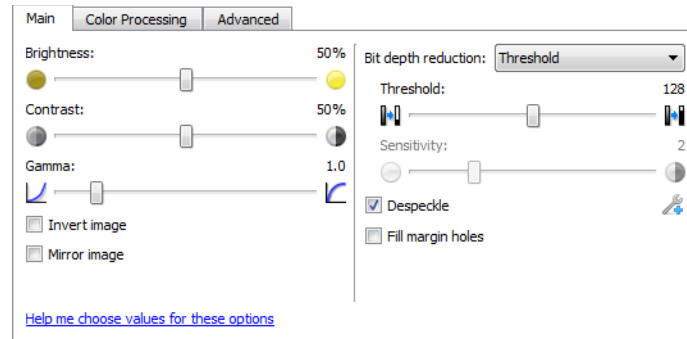 Main
Color Processing
Advanced
Brightness:
50%
Contrast:
50%
Gamma:
1.0
Invert image
Mirror image
Help me choose values for these options
Bit depth reduction:
Threshold
Threshold:
128
Sensitivity:
2
Despeckle
Fill margin holes